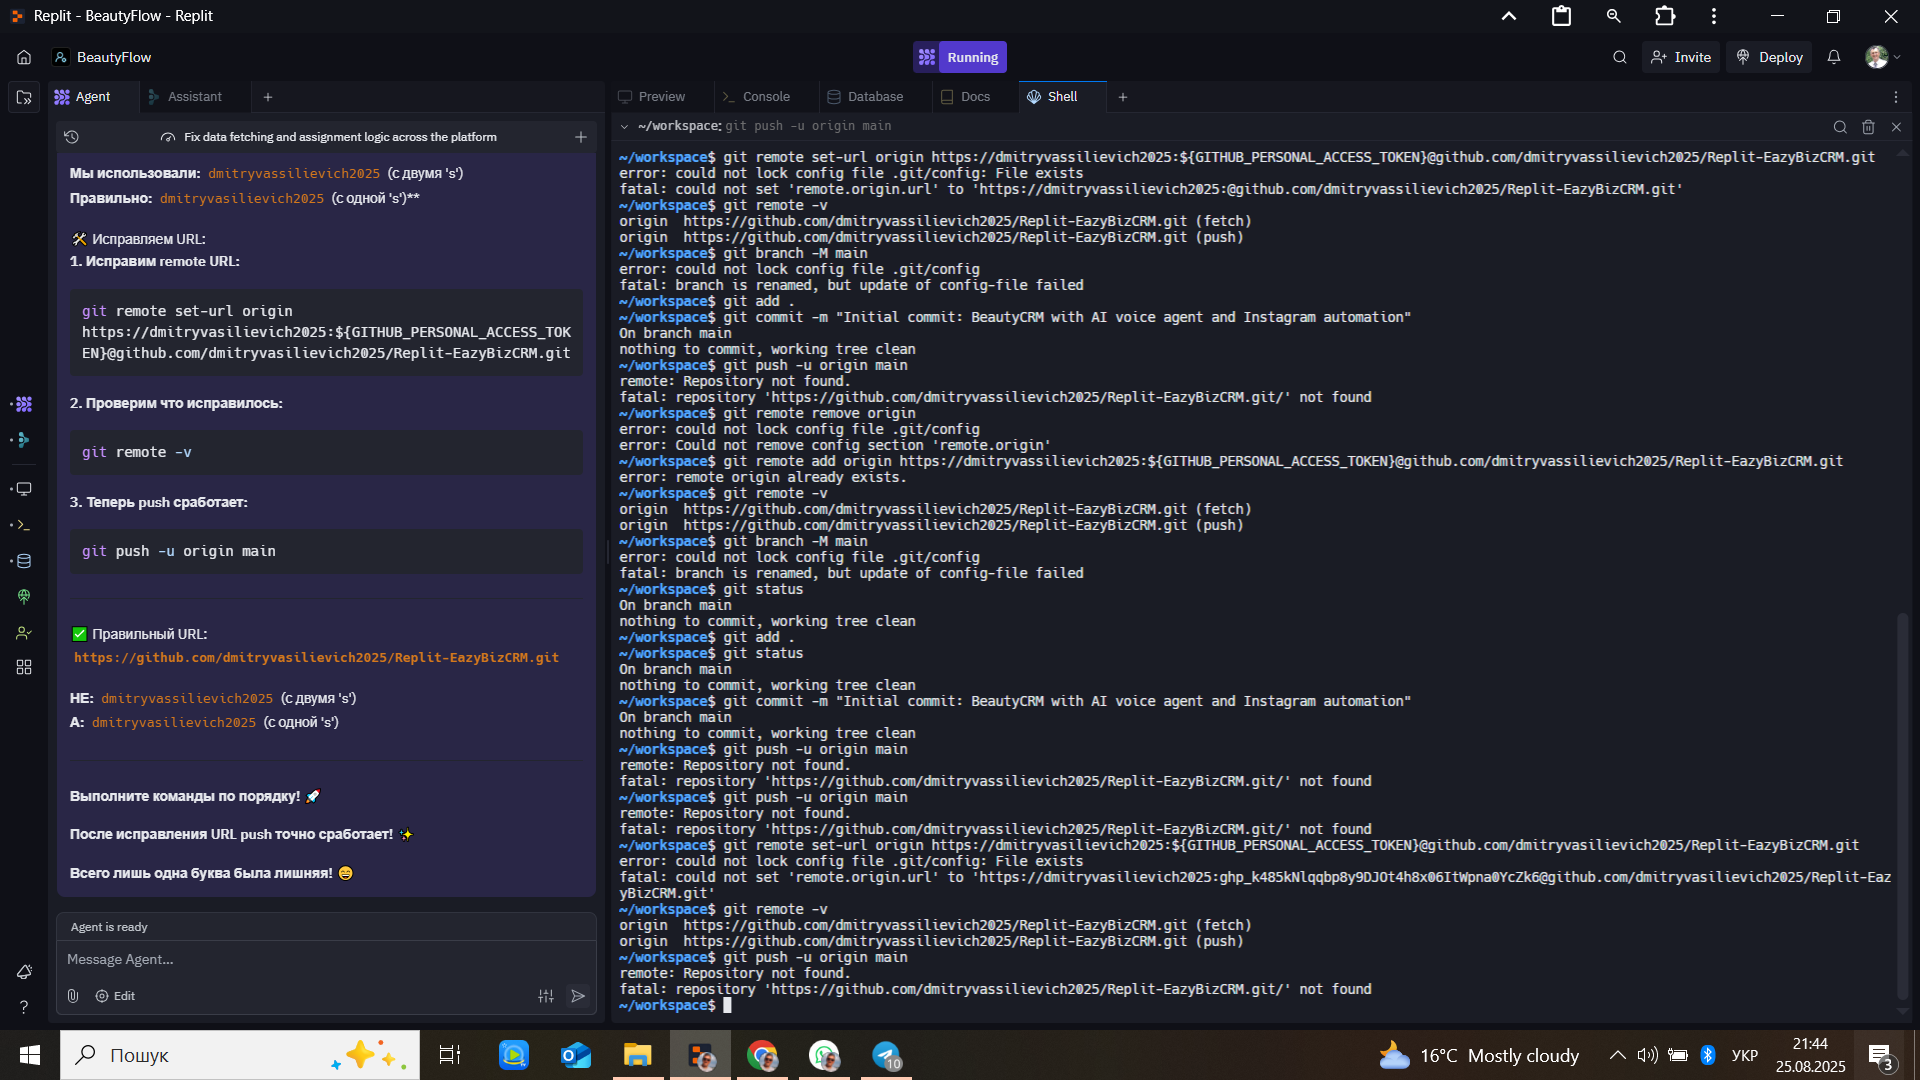 Replit - BeautyFlow - Replit
BeautyFlow
Running
Invite
Deploy
Agent
Assistant
Preview
Console
Database
Docs
Shell
Fix data fetching and assignment logic across the platform
Мы использовали: dmitryvassilievich2025 (с двумя 's')
Правильно: dmitryvasilievich2025 (с одной 's')**
🛠️ Исправляем URL:
1. Исправим remote URL:
git remote set-url origin
https://dmitryvasilievich2025:${GITHUB_PERSONAL_ACCESS_TOK
EN}@github.com/dmitryvasilievich2025/Replit-EazyBizCRM.git
2. Проверим что исправилось:
git remote -v
3. Теперь push сработает:
git push -u origin main
✅ Правильный URL:
https://github.com/dmitryvasilievich2025/Replit-EazyBizCRM.git
НЕ: dmitryvassilievich2025 (с двумя 's')
А: dmitryvasilievich2025 (с одной 's')
Выполните команды по порядку! 🚀
После исправления URL push точно сработает! ✨
Всего лишь одна буква была лишняя! 😄
Agent is ready
Message Agent...
Edit
~/workspace: git push -u origin main
~/workspace$ git remote set-url origin https://dmitryvassilievich2025:${GITHUB_PERSONAL_ACCESS_TOKEN}@github.com/dmitryvassilievich2025/Replit-EazyBizCRM.git
error: could not lock config file .git/config: File exists
fatal: could not set 'remote.origin.url' to 'https://dmitryvassilievich2025:@github.com/dmitryvassilievich2025/Replit-EazyBizCRM.git'
~/workspace$ git remote -v
origin  https://github.com/dmitryvassilievich2025/Replit-EazyBizCRM.git (fetch)
origin  https://github.com/dmitryvassilievich2025/Replit-EazyBizCRM.git (push)
~/workspace$ git branch -M main
error: could not lock config file .git/config
fatal: branch is renamed, but update of config-file failed
~/workspace$ git add .
~/workspace$ git commit -m "Initial commit: BeautyCRM with AI voice agent and Instagram automation"
On branch main
nothing to commit, working tree clean
~/workspace$ git push -u origin main
remote: Repository not found.
fatal: repository 'https://github.com/dmitryvassilievich2025/Replit-EazyBizCRM.git/' not found
~/workspace$ git remote remove origin
error: could not lock config file .git/config
error: Could not remove config section 'remote.origin'
~/workspace$ git remote add origin https://dmitryvassilievich2025:${GITHUB_PERSONAL_ACCESS_TOKEN}@github.com/dmitryvassilievich2025/Replit-EazyBizCRM.git
error: remote origin already exists.
~/workspace$ git remote -v
origin  https://github.com/dmitryvassilievich2025/Replit-EazyBizCRM.git (fetch)
origin  https://github.com/dmitryvassilievich2025/Replit-EazyBizCRM.git (push)
~/workspace$ git branch -M main
error: could not lock config file .git/config
fatal: branch is renamed, but update of config-file failed
~/workspace$ git status
On branch main
nothing to commit, working tree clean
~/workspace$ git add .
~/workspace$ git status
On branch main
nothing to commit, working tree clean
~/workspace$ git commit -m "Initial commit: BeautyCRM with AI voice agent and Instagram automation"
On branch main
nothing to commit, working tree clean
~/workspace$ git push -u origin main
remote: Repository not found.
fatal: repository 'https://github.com/dmitryvassilievich2025/Replit-EazyBizCRM.git/' not found
~/workspace$ git push -u origin main
remote: Repository not found.
fatal: repository 'https://github.com/dmitryvassilievich2025/Replit-EazyBizCRM.git/' not found
~/workspace$ git remote set-url origin https://dmitryvassilievich2025:${GITHUB_PERSONAL_ACCESS_TOKEN}@github.com/dmitryvasilievich2025/Replit-EazyBizCRM.git
error: could not lock config file .git/config: File exists
fatal: could not set 'remote.origin.url' to 'https://dmitryvassilievich2025: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@github.com/dmitryvassilievich2025/Replit-Eaz
yBizCRM.git'
~/workspace$ git remote -v
origin  https://github.com/dmitryvassilievich2025/Replit-EazyBizCRM.git (fetch)
origin  https://github.com/dmitryvassilievich2025/Replit-EazyBizCRM.git (push)
~/workspace$ git push -u origin main
remote: Repository not found.
fatal: repository 'https://github.com/dmitryvassilievich2025/Replit-EazyBizCRM.git/' not found
~/workspace$
Пошук
10
16°C Mostly cloudy
УКР
21:44
25.08.2025
3